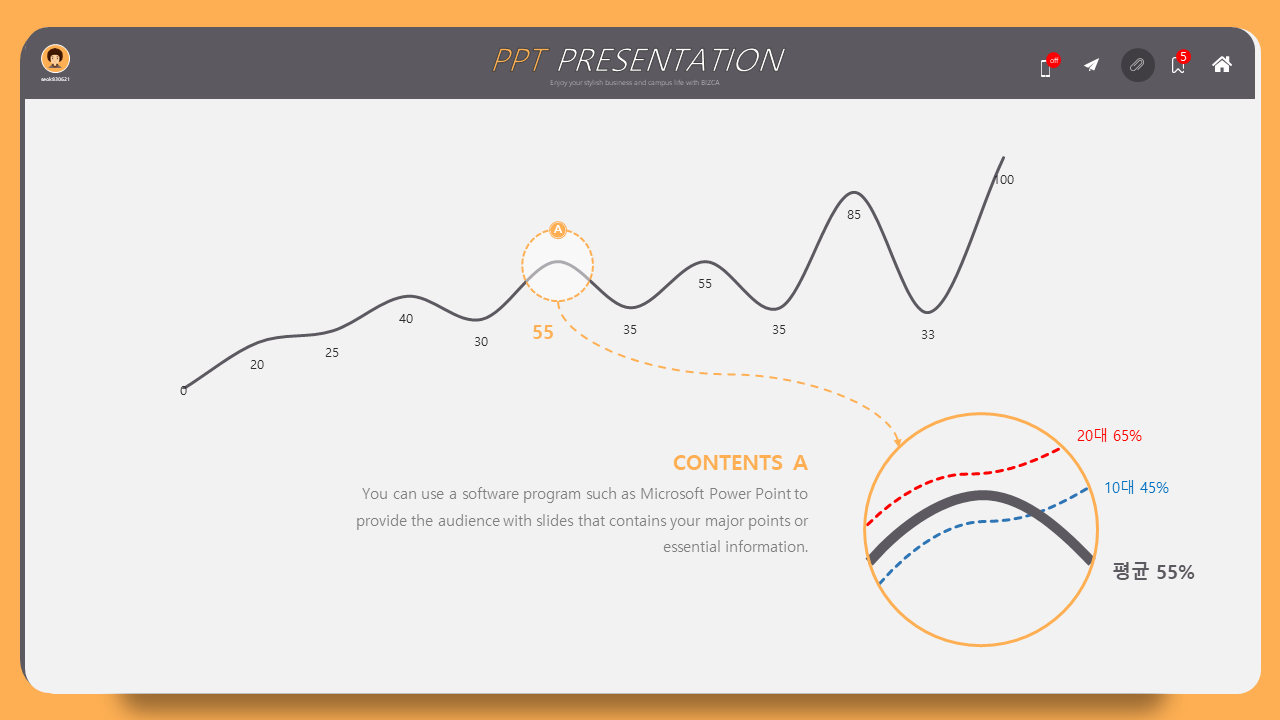 seok830621
PPT PRESENTATION
Enjoy your stylish business and campus life with BIZCA
off
5
100
85
A
55
55
40
35
35
33
30
20
25
0
20대 65%
CONTENTS A
10대 45%
You can use a software program such as Microsoft Power Point to
provide the audience with slides that contains your major points or
essential information.
평균 55%